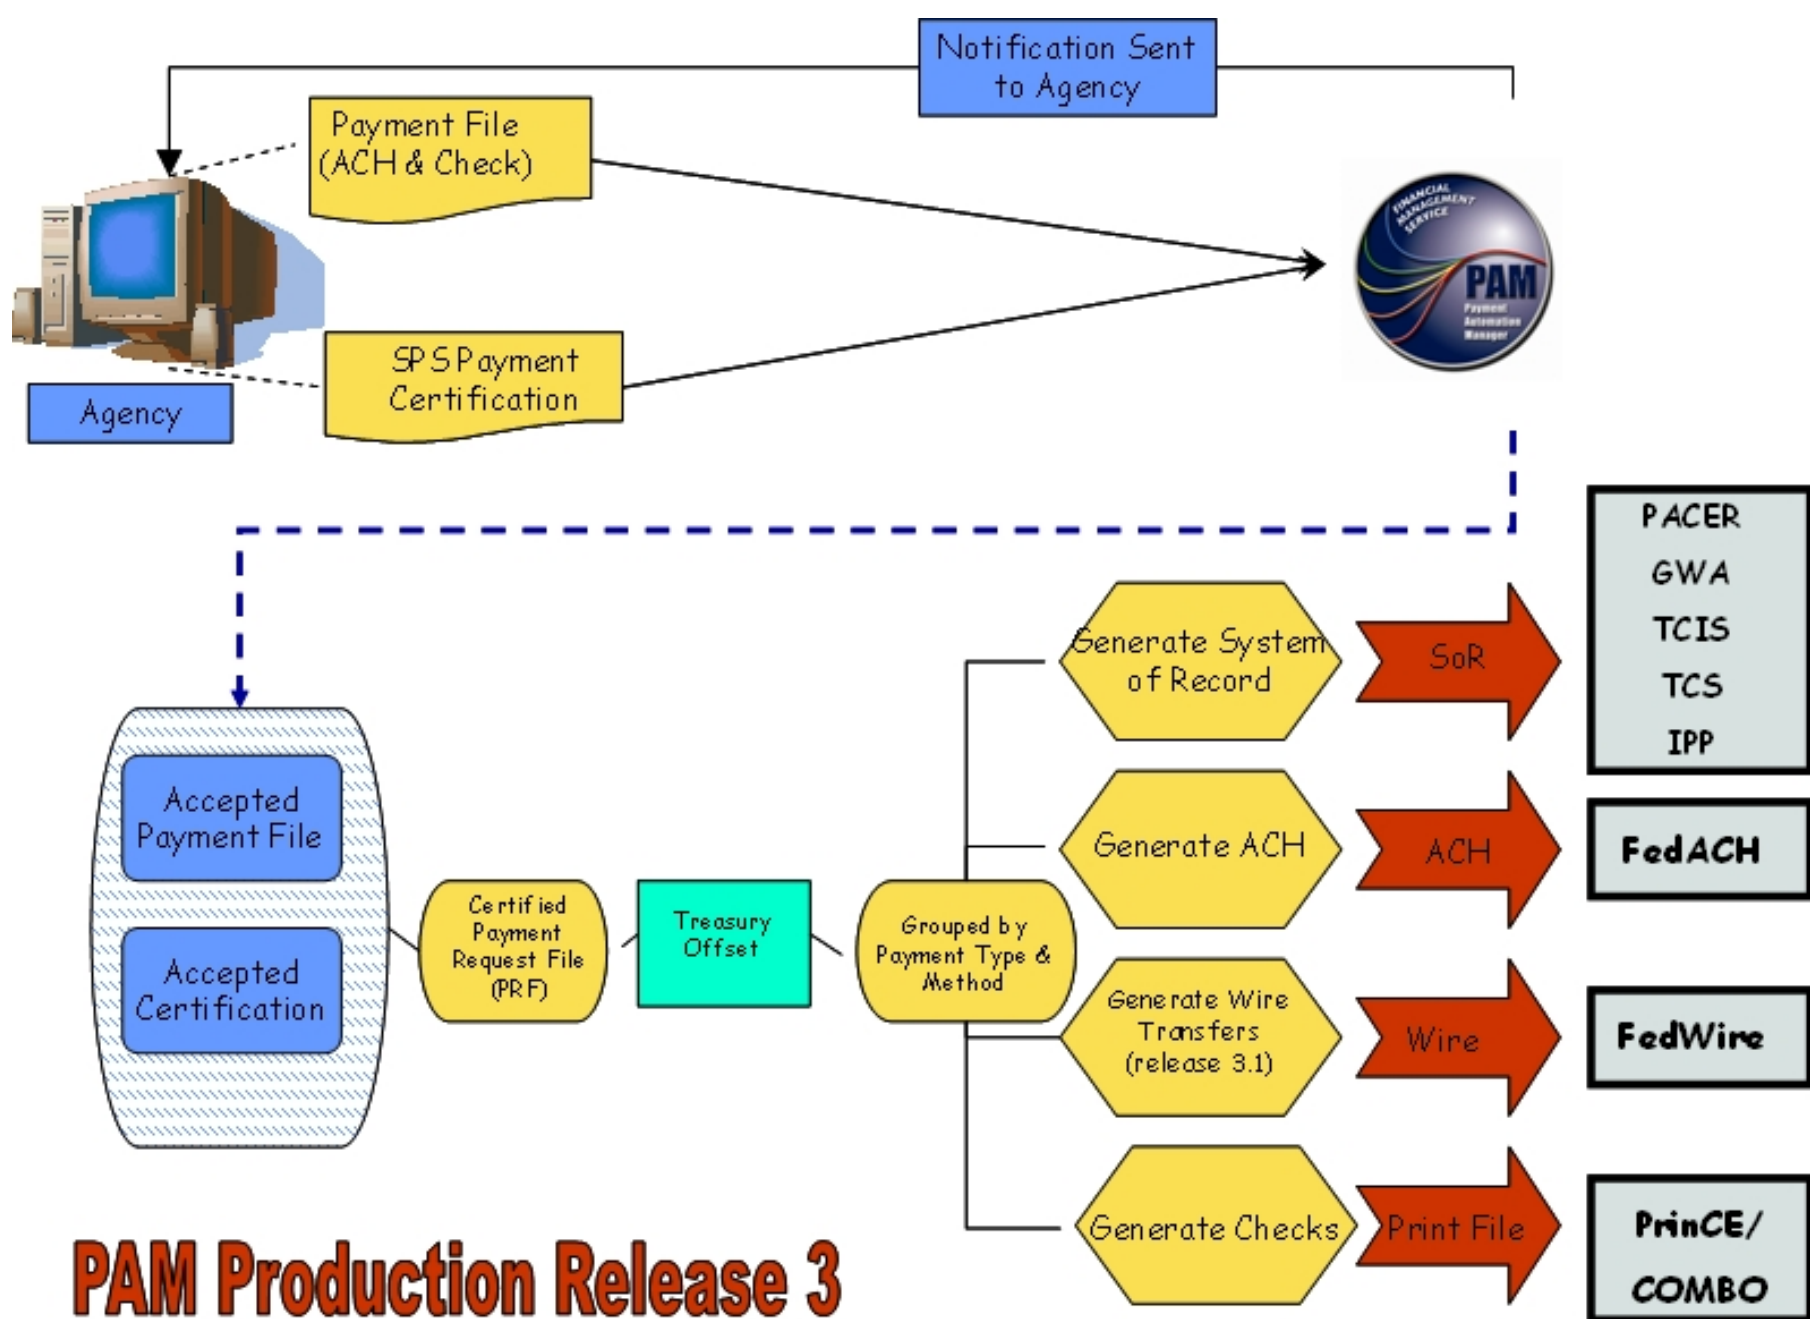 Notification Sent
to Agency
Payment File
(ACH & Check)
FINANCIAL
MANAGEMENT
SERVICE
PAM
Payment
Automation
Manager
SPS Payment
Certification
Agency
PACER
GWA
TCIS
TCS
IPP
Generate System
of Record
SoR
Accepted
Payment File
Generate ACH
ACH
FedACH
Certified
Payment
Request File
(PRF)
Treasury
Offset
Grouped by
Payment Type &
Method
Accepted
Certification
Generate Wire
Transfers
(release 3.1)
Wire
FedWire
Generate Checks
Print File
PrinCE/
COMBO
PAM Production Release 3